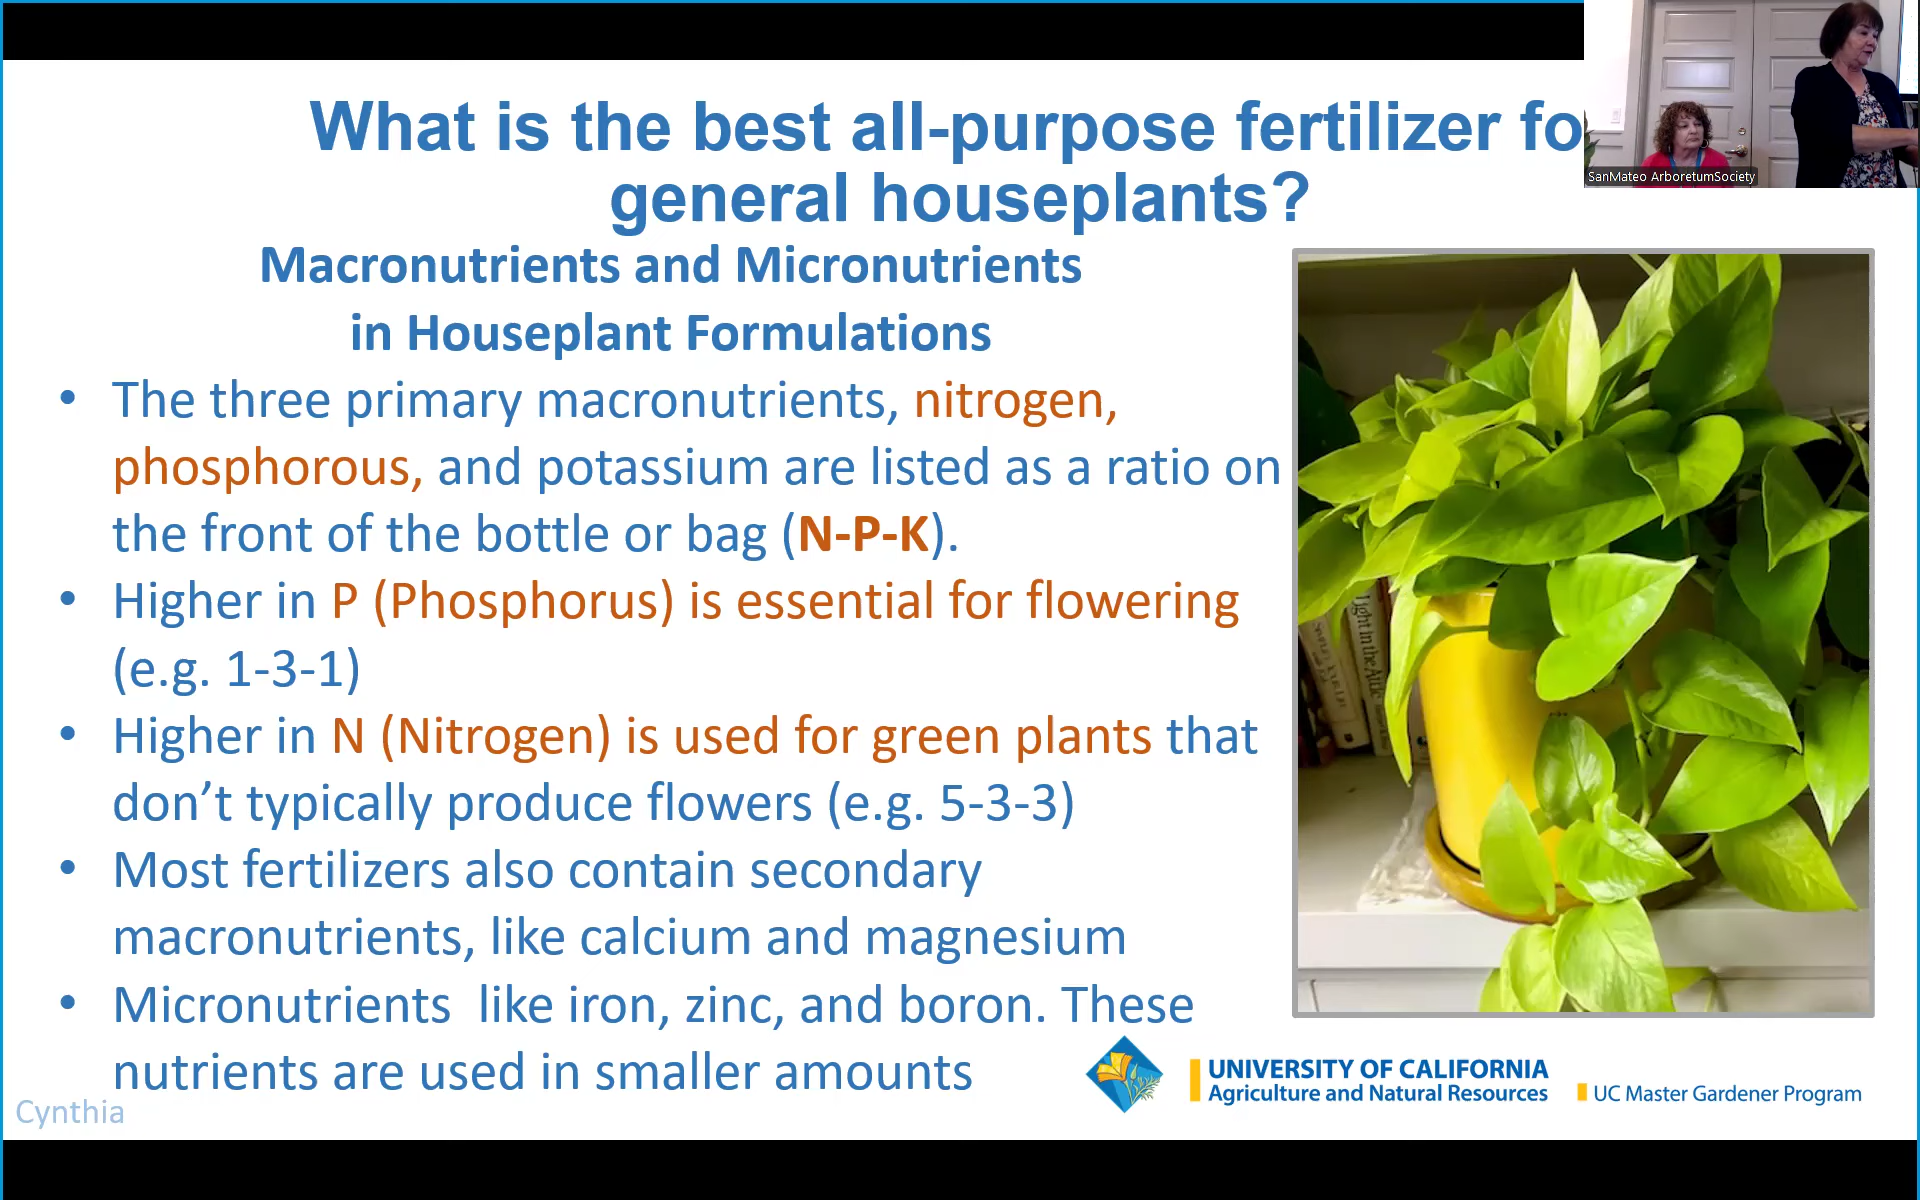 What is the best all-purpose fertilizer fo
general houseplants?
SanMateo ArboretumSociety
Macronutrients and Micronutrients
in Houseplant Formulations
• The three primary macronutrients, nitrogen,
phosphorous, and potassium are listed as a ratio on
the front of the bottle or bag (N-P-K).
• Higher in P (Phosphorus) is essential for flowering
(e.g. 1-3-1)
• Higher in N (Nitrogen) is used for green plants that
don’t typically produce flowers (e.g. 5-3-3)
• Most fertilizers also contain secondary
macronutrients, like calcium and magnesium
• Micronutrients  like iron, zinc, and boron. These
nutrients are used in smaller amounts
Light in the Attic
UNIVERSITY OF CALIFORNIA
Agriculture and Natural Resources
UC Master Gardener Program
Cynthia